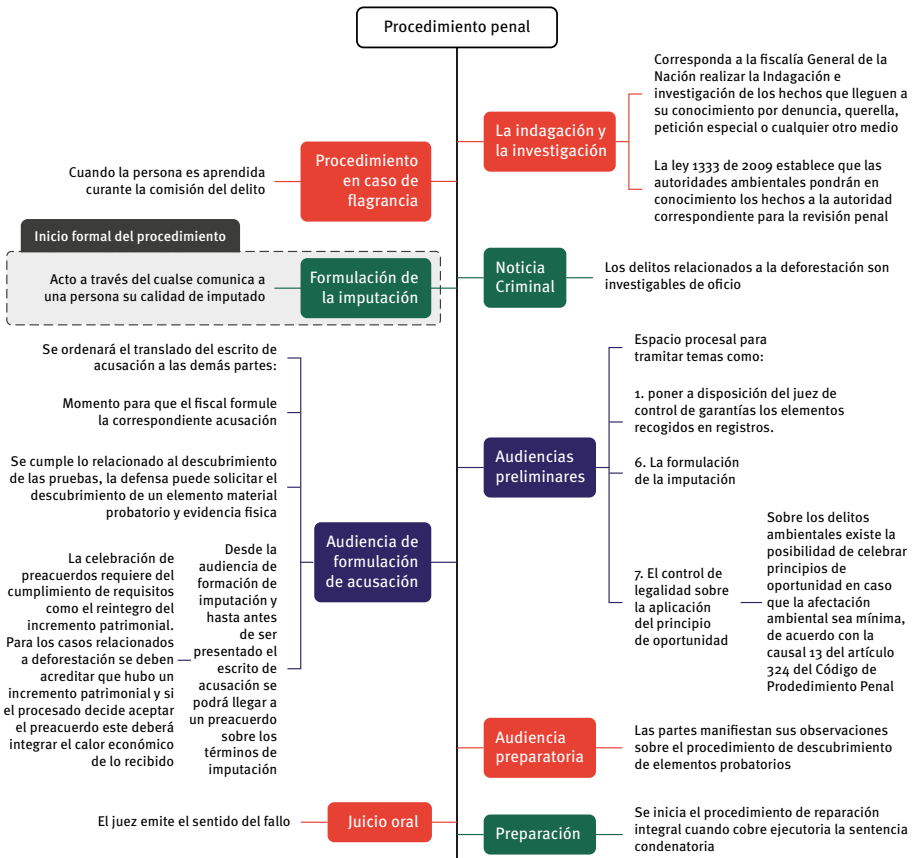 Procedimiento penal
Corresponda a la fiscalía General de la
Nación realizar la Indagación e
investigación de los hechos que lleguen a
su conocimiento por denuncia, querella,
petición especial o cualquier otro medio
La indagación y
la investigación
La ley 1333 de 2009 establece que las
autoridades ambientales pondrán en
conocimiento los hechos a la autoridad
correspondiente para la revisión penal
Procedimiento
en caso de
flagrancia
Cuando la persona es aprendida
curante la comisión del delito
Inicio formal del procedimiento
Acto a través del cualse comunica a
una persona su calidad de imputado
Formulación de
la imputación
Noticia
Criminal
Los delitos relacionados a la deforestación son
investigables de oficio
Se ordenará el translado del escrito de
acusación a las demás partes:
Momento para que el fiscal formule
la correspondiente acusación
Se cumple lo relacionado al descubrimiento
de las pruebas, la defensa puede solicitar el
descubrimiento de un elemento material
probatorio y evidencia fisica
La celebración de
preacuerdos requiere del
cumplimiento de requisitos
como el reintegro del
incremento patrimonial.
Para los casos relacionados
a deforestación se deben
acreditar que hubo un
incremento patrimonial y si
el procesado decide aceptar
el preacuerdo este deberá
integrar el calor económico
de lo recibido
Desde la
audiencia de
formación de
imputación y
hasta antes
de ser
presentado el
escrito de
acusación se
podrá llegar a
un preacuerdo
sobre los
términos de
imputación
Audiencia de
formulación
de acusación
Audiencias
preliminares
Espacio procesal para
tramitar temas como:
1. poner a disposición del juez de
control de garantías los elementos
recogidos en registros.
6. La formulación
de la imputación
7. El control de
legalidad sobre
la aplicación
del principio
de oportunidad
Sobre los delitos
ambientales existe la
posibilidad de celebrar
principios de
oportunidad en caso
que la afectación
ambiental sea mínima,
de acuerdo con la
causal 13 del artículo
324 del Código de
Prodedimiento Penal
Audiencia
preparatoria
Las partes manifiestan sus observaciones
sobre el procedimiento de descubrimiento
de elementos probatorios
El juez emite el sentido del fallo
Juicio oral
Preparación
Se inicia el procedimiento de reparación
integral cuando cobre ejecutoria la sentencia
condenatoria